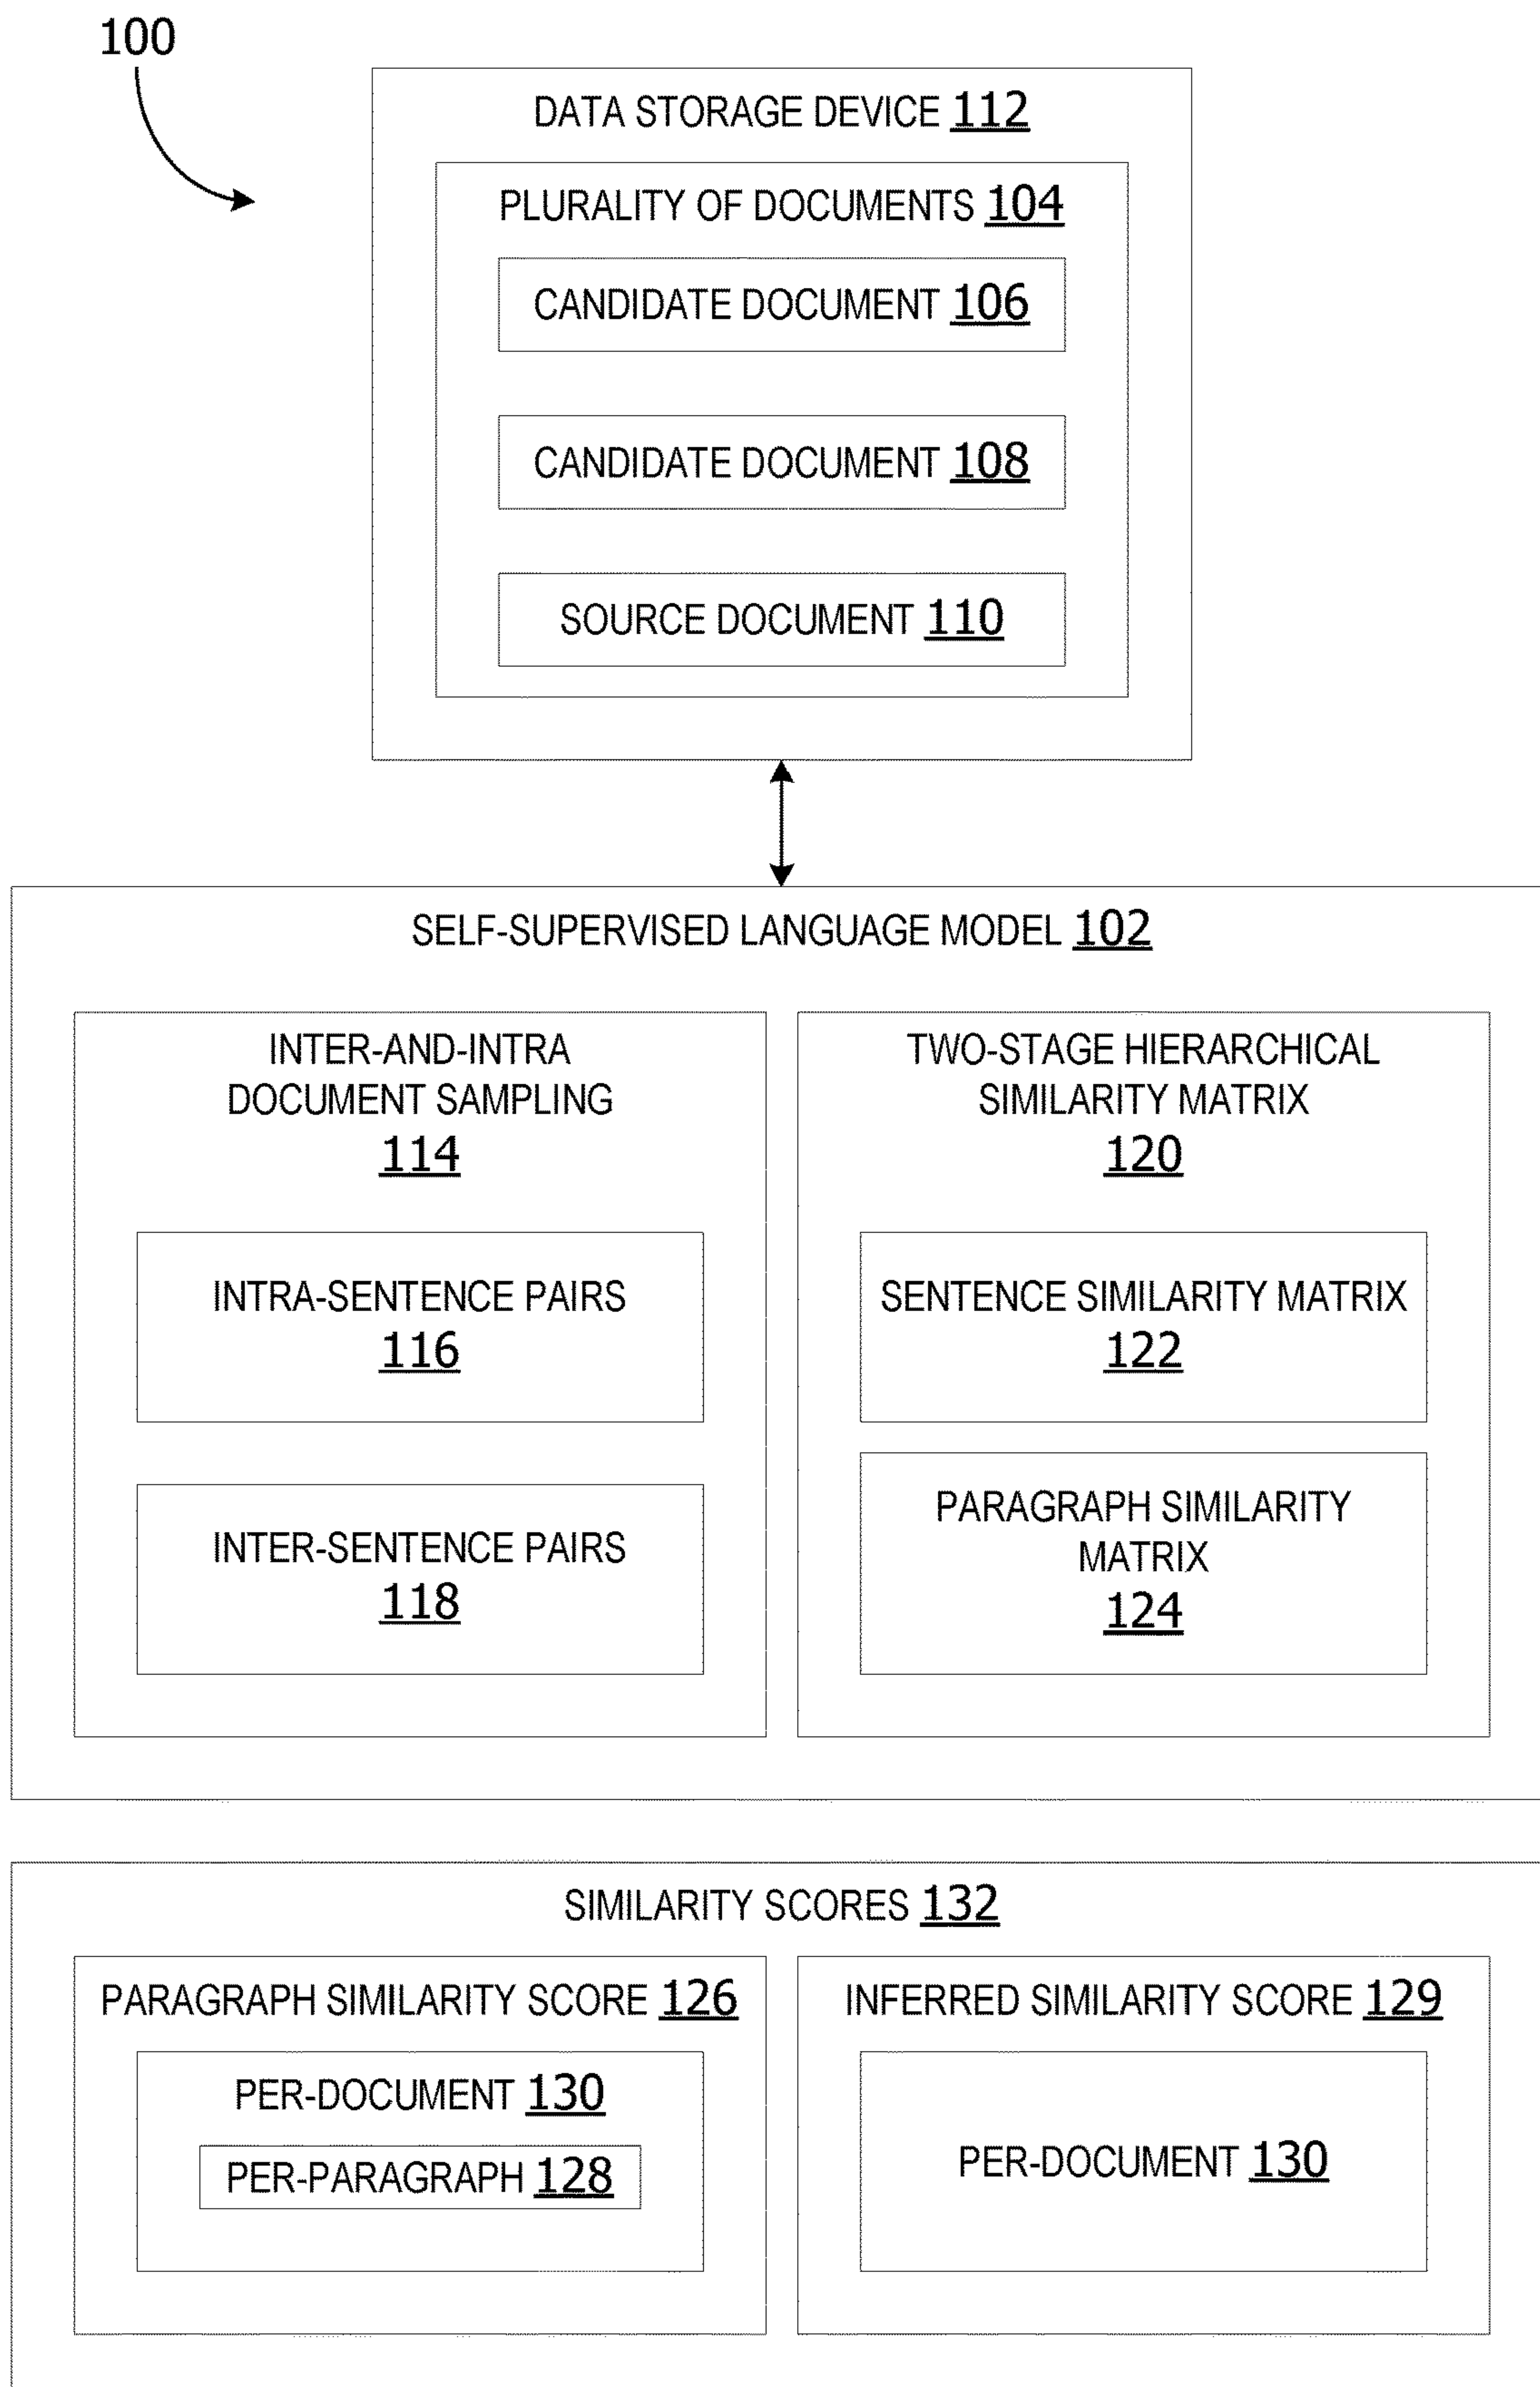 100
DATA STORAGE DEVICE 112
PLURALITY OF DOCUMENTS 104
CANDIDATE DOCUMENT 106
CANDIDATE DOCUMENT 108
SOURCE DOCUMENT 110
SELF-SUPERVISED LANGUAGE MODEL 102
INTER-AND-INTRA
DOCUMENT SAMPLING
114
INTRA-SENTENCE PAIRS
116
INTER-SENTENCE PAIRS
118
TWO-STAGE HIERARCHICAL
SIMILARITY MATRIX
120
SENTENCE SIMILARITY MATRIX
122
PARAGRAPH SIMILARITY
MATRIX
124
SIMILARITY SCORES 132
PARAGRAPH SIMILARITY SCORE 126
PER-DOCUMENT 130
PER-PARAGRAPH 128
INFERRED SIMILARITY SCORE 129
PER-DOCUMENT 130